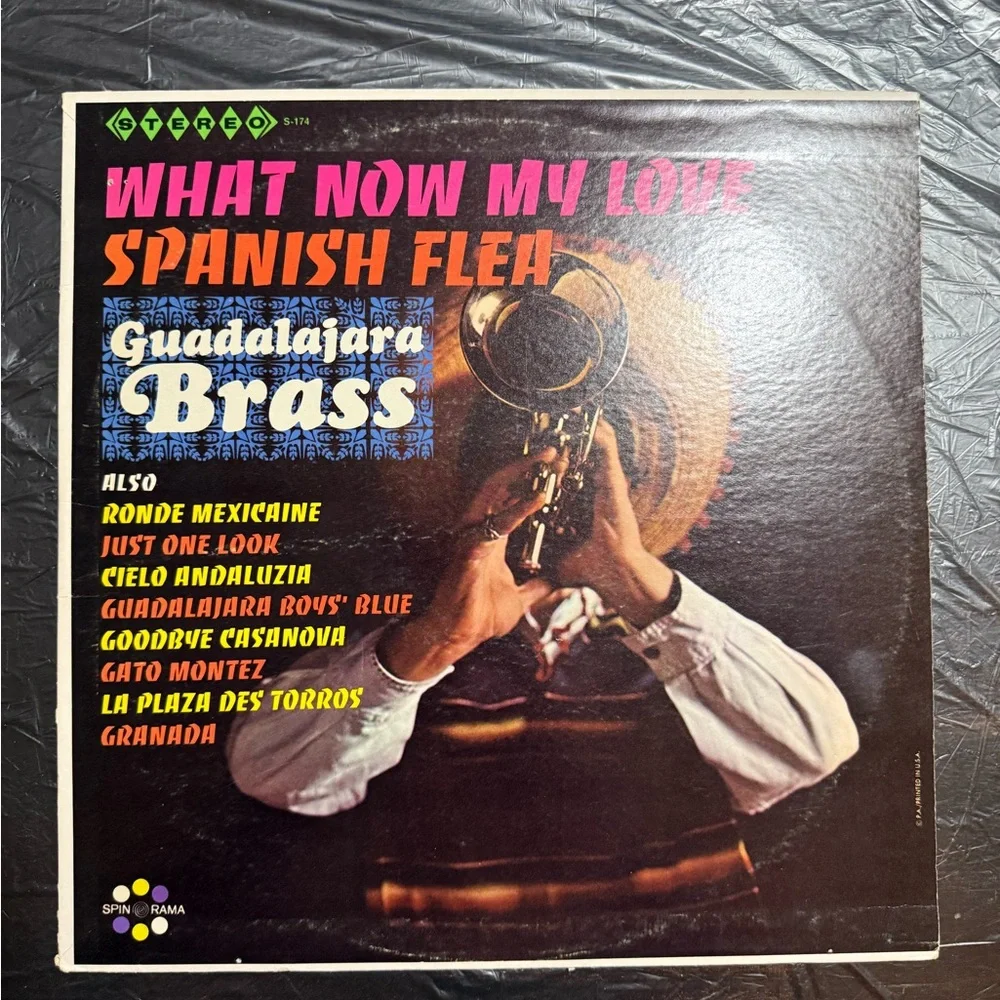 STEREO S-174
WHAT NOW MY LOVE
SPANISH FLEA
Guadalajara
Brass
ALSO
RONDE MEXICAINE
JUST ONE LOOK
CIELO ANDALUZIA
GUADALAJARA BOYS' BLUE
GOODBYE CASANOVA
GATO MONTEZ
LA PLAZA DES TORROS
GRANADA
© P.A./PRINTED IN U.S.A.
SPIN RAMA